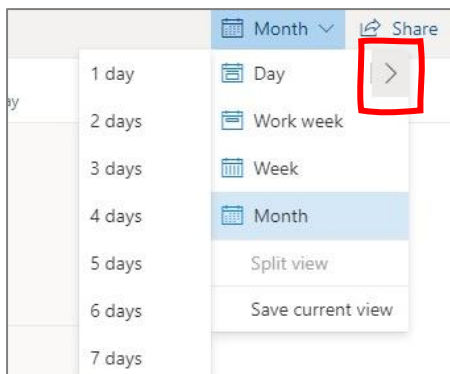 Month Share
1 day Day
ay
2 days Work week
3 days Week
4 days Month
5 days Split view
6 days Save current view
7 days